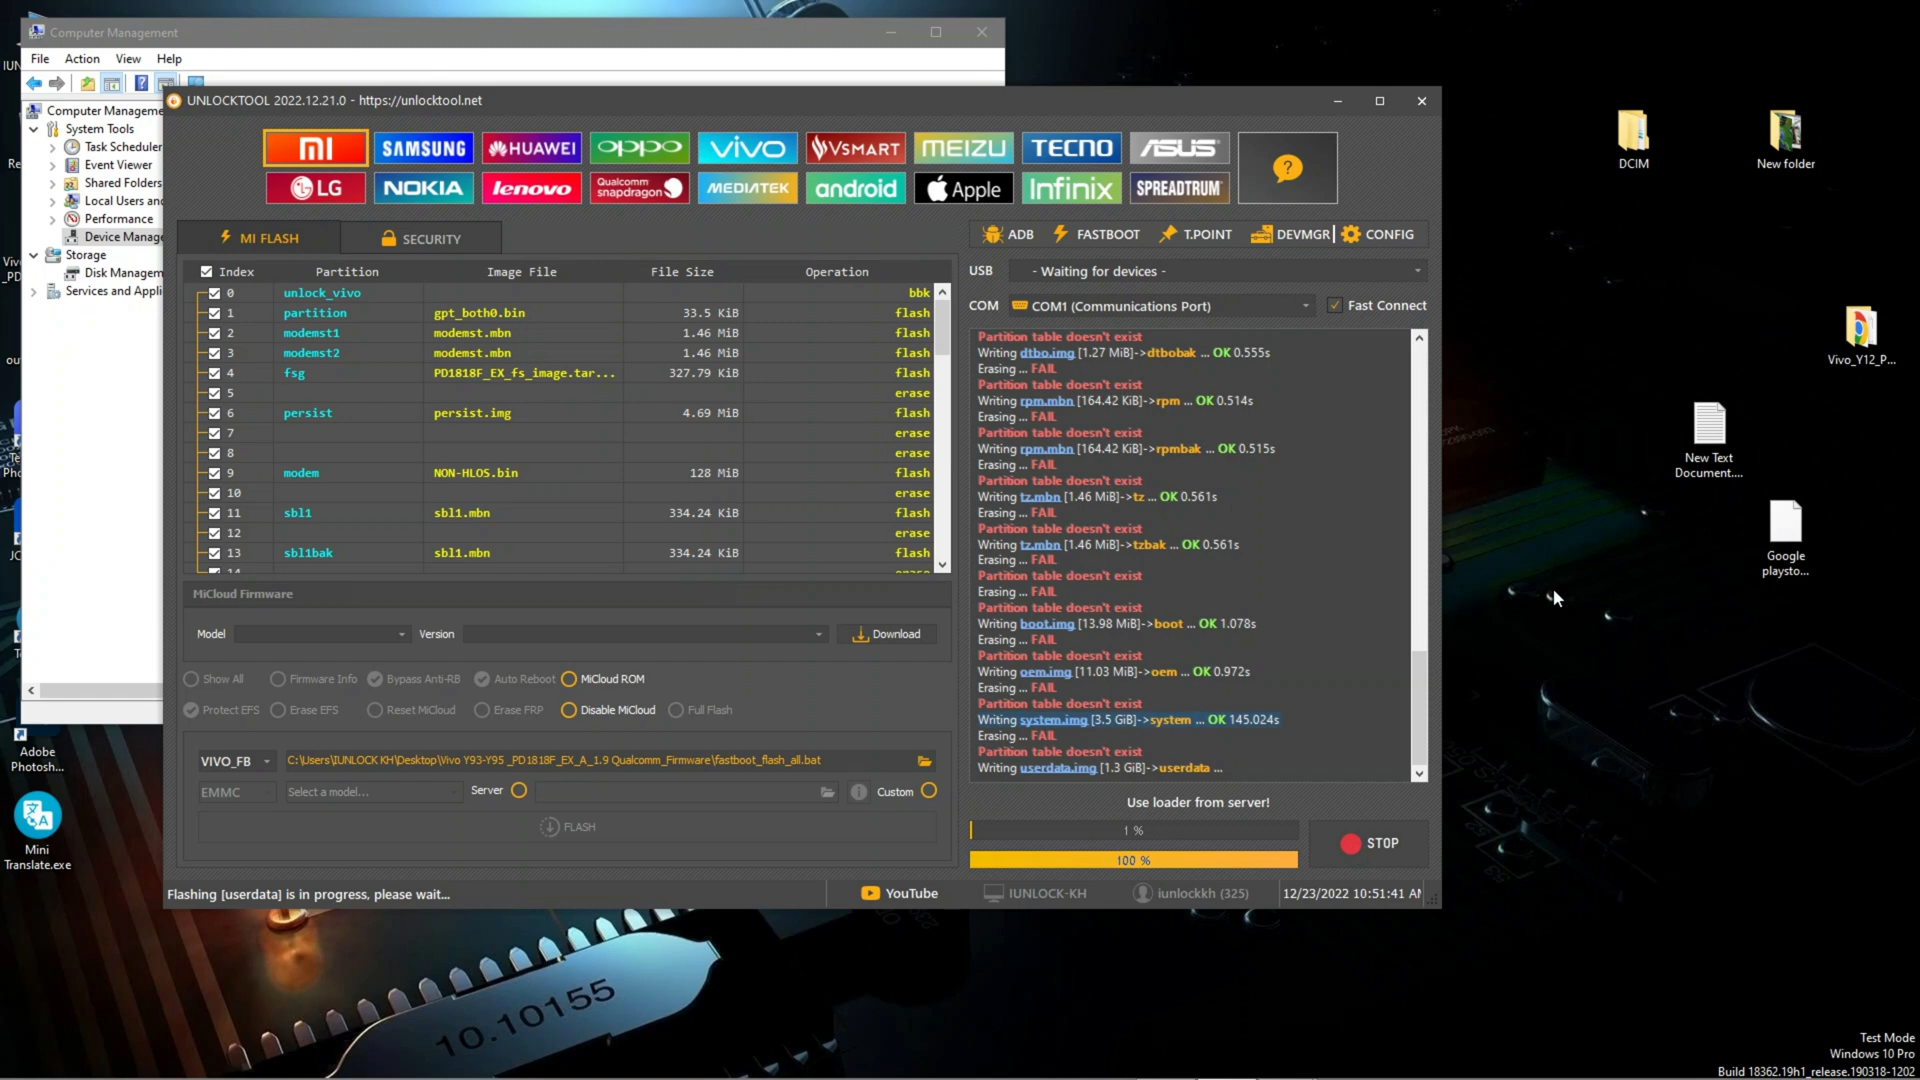 Computer Management
File Action View Help
Computer Manageme
System Tools
Task Scheduler
Event Viewer
Shared Folders
Local Users and
Performance
Device Manage
Storage
Disk Managem
Services and Appli
UNLOCKTOOL 2022.12.21.0 - https://unlocktool.net
mi SAMSUNG HUAWEI oppo vivo VSMART MEIZU TECNO ASUS
LG NOKIA lenovo Qualcomm snapdragon MEDIATEK android Apple Infinix SPREADTRUM
?
MI FLASH SECURITY
ADB FASTBOOT T.POINT DEVMGR CONFIG
USB - Waiting for devices -
COM COM1 (Communications Port) Fast Connect
Index Partition Image File File Size Operation
0 unlock_vivo bbk
1 partition gpt_both0.bin 33.5 KiB flash
2 modemst1 modemst.mbn 1.46 MiB flash
3 modemst2 modemst.mbn 1.46 MiB flash
4 fsg PD1818F_EX_fs_image.tar... 327.79 KiB flash
5 erase
6 persist persist.img 4.69 MiB flash
7 erase
8 erase
9 modem NON-HLOS.bin 128 MiB flash
10 erase
11 sbl1 sbl1.mbn 334.24 KiB flash
12 erase
13 sbl1bak sbl1.mbn 334.24 KiB flash
14 erase
MiCloud Firmware
Model Version Download
Show All Firmware Info Bypass Anti-RB Auto Reboot MiCloud ROM
Protect EFS Erase EFS Reset MiCloud Erase FRP Disable MiCloud Full Flash
VIVO_FB C:\Users\IUNLOCK KH\Desktop\Vivo Y93-Y95 _PD1818F_EX_A_1.9 Qualcomm_Firmware\fastboot_flash_all.bat
EMMC Select a model... Server Custom
FLASH
Partition table doesn't exist
Writing dtbo.img [1.27 MiB]->dtbobak ... OK 0.555s
Erasing ... FAIL
Partition table doesn't exist
Writing rpm.mbn [164.42 KiB]->rpm ... OK 0.514s
Erasing ... FAIL
Partition table doesn't exist
Writing rpm.mbn [164.42 KiB]->rpmbak ... OK 0.515s
Erasing ... FAIL
Partition table doesn't exist
Writing tz.mbn [1.46 MiB]->tz ... OK 0.561s
Erasing ... FAIL
Partition table doesn't exist
Writing tz.mbn [1.46 MiB]->tzbak ... OK 0.561s
Erasing ... FAIL
Partition table doesn't exist
Erasing ... FAIL
Partition table doesn't exist
Writing boot.img [13.98 MiB]->boot ... OK 1.078s
Erasing ... FAIL
Partition table doesn't exist
Writing oem.img [11.03 MiB]->oem ... OK 0.972s
Erasing ... FAIL
Partition table doesn't exist
Writing system.img [3.5 GiB]->system ... OK 145.024s
Erasing ... FAIL
Partition table doesn't exist
Writing userdata.img [1.3 GiB]->userdata ...
Use loader from server!
1 %
100 %
STOP
Flashing [userdata] is in progress, please wait...
YouTube IUNLOCK-KH iunlockkh (325) 12/23/2022 10:51:41 AM
DCIM
New folder
Vivo_Y12_P...
New Text
Document....
Google
playsto...
Adobe
Photosh...
Mini
Translate.exe
10.10155
Test Mode
Windows 10 Pro
Build 18362.19h1_release.190318-1202